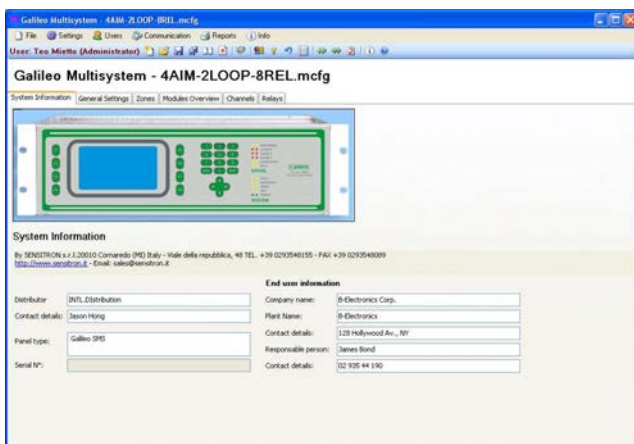 Galileo Multisystem - 4AIM-2LOOP-8REL.mcfg
File Settings Users Communication Reports Info
User: Teo Mietto (Administrator)
Galileo Multisystem - 4AIM-2LOOP-8REL.mcfg
System Information General Settings Zones Modules Overview Channels Relays
System Information
By SENSITRON s.r.l.20010 Cornaredo (MI) Italy - Viale della repubblica, 48 TEL. +39 0293548155 - FAX +39 0293548089
http://www.sensitron.it - Email: sales@sensitron.it
End user information
Distributor INTL.DIstribution Company name: B-Electronics Corp.
Contact details: Jason Hong Plant Name: B-Electronics
Contact details: 128 Hollywood Av., NY
Panel type: Galileo SMS Responsable person: James Bond
Serial N°: Contact details: 02 935 44 190